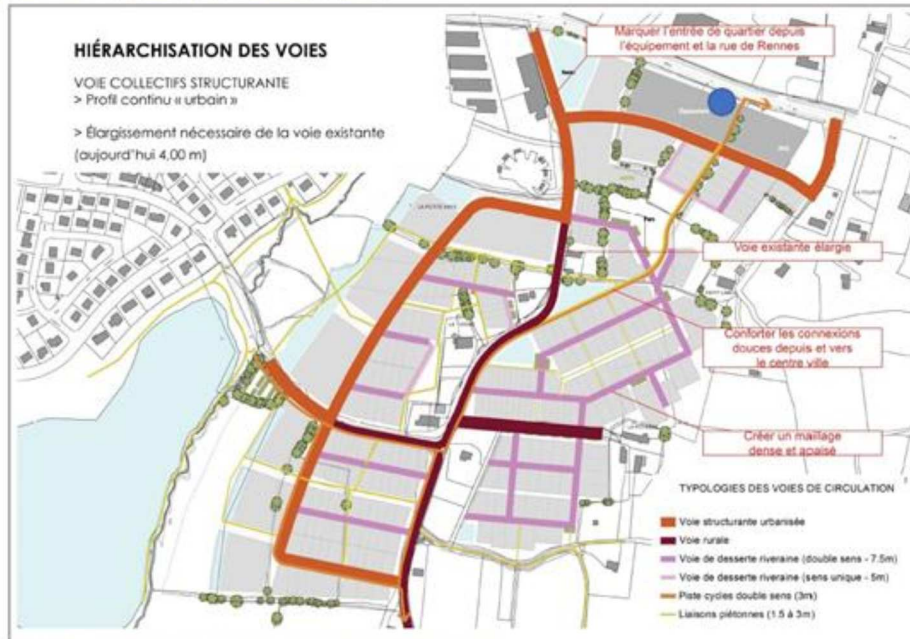 HIÉRARCHISATION DES VOIES
VOIE COLLECTIFS STRUCTURANTE
> Profil continu « urbain »
> Élargissement nécessaire de la voie existante
(aujourd'hui 4,00 m)
Marquer l'entrée de quartier depuis
l'équipement et la rue de Rennes
Voie existante élargie
Conforter les connexions
douces depuis et vers
le centre ville
Créer un maillage
dense et apaisé
TYPOLOGIES DES VOIES DE CIRCULATION
Voie structurante urbanisée
Voie rurale
Voie de desserte riveraine (double sens - 7.5m)
Voie de desserte riveraine (sens unique - 5m)
Piste cycles double sens (3m)
Liaisons piétonnes (1.5 à 3m)